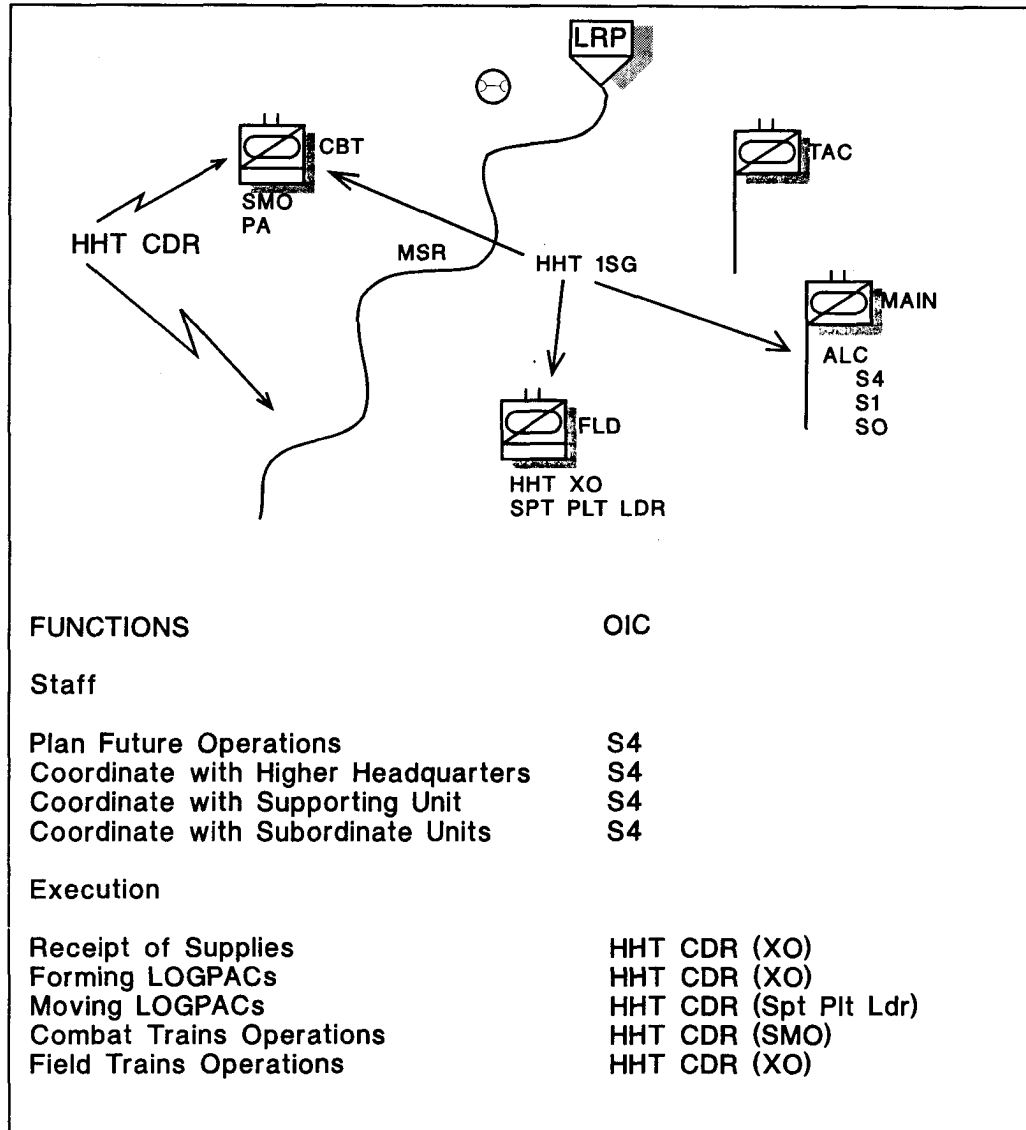 LRP
CBT
TAC
SMO
PA
HHT CDR
MSR
HHT 1SG
MAIN
ALC
S4
S1
SO
FLD
HHT XO
SPT PLT LDR
FUNCTIONS OIC
Staff
Plan Future Operations S4
Coordinate with Higher Headquarters S4
Coordinate with Supporting Unit S4
Coordinate with Subordinate Units S4
Execution
Receipt of Supplies HHT CDR (XO)
Forming LOGPACs HHT CDR (XO)
Moving LOGPACs HHT CDR (Spt Plt Ldr)
Combat Trains Operations HHT CDR (SMO)
Field Trains Operations HHT CDR (XO)